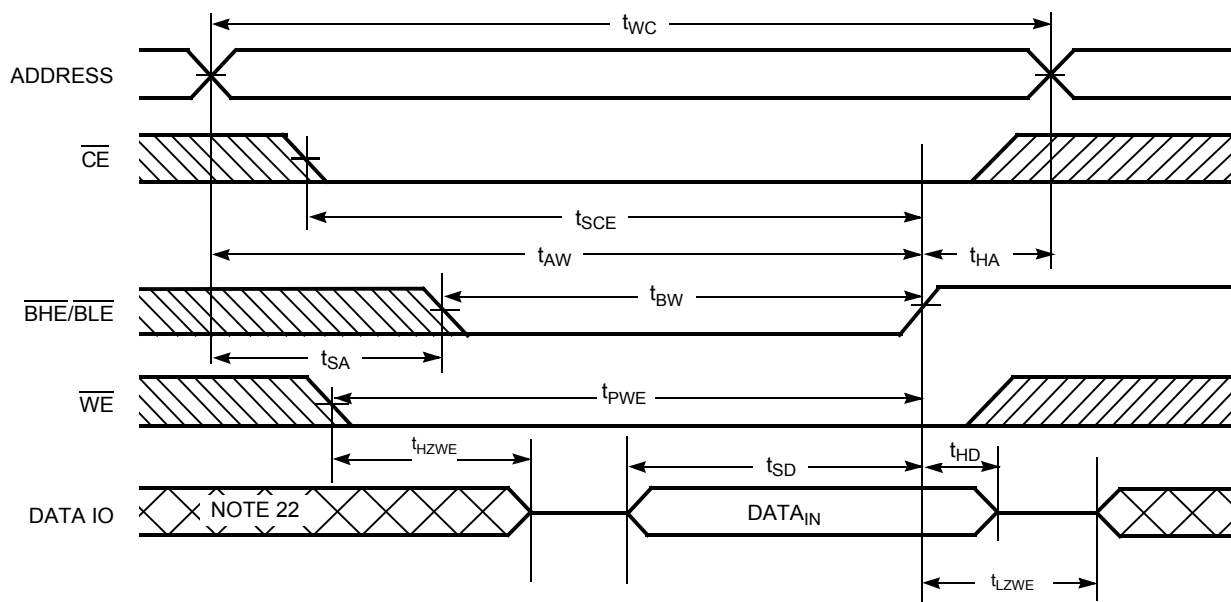 tWC
ADDRESS
CE
tSCE
tAW
tHA
BHE/BLE
tBW
tSA
WE
tPWE
tHZWE
tSD
tHD
DATA IO
NOTE 22
DATAIN
tLZWE